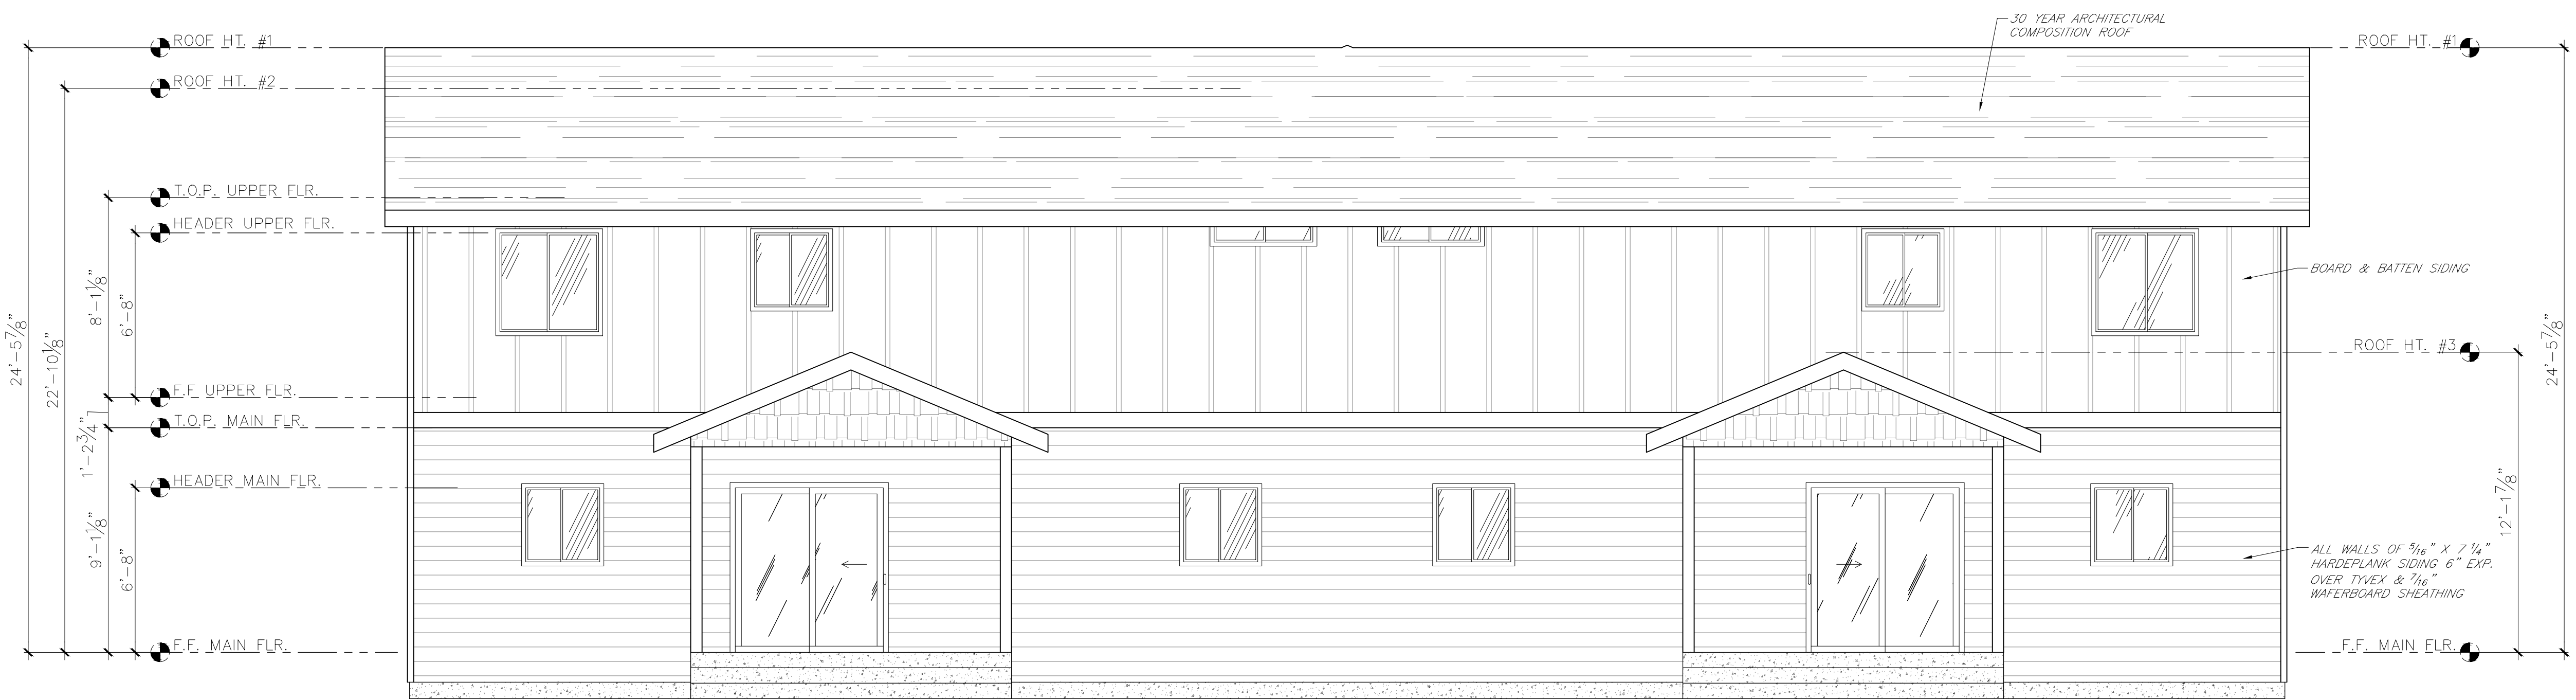 30 YEAR ARCHITECTURAL
COMPOSITION ROOF
ROOF HT. #1
ROOF HT. #1
ROOF HT. #2
T.O.P. UPPER FLR.
HEADER UPPER FLR.
BOARD & BATTEN SIDING
8'-1⅛"
6'-8"
24'-5⅞"
22'-10⅛"
ROOF HT. #3
24'-5⅞"
F.F UPPER FLR.
T.O.P. MAIN FLR.
1'-2¾"
HEADER MAIN FLR.
9'-1⅛"
6'-8"
12'-1⅞"
ALL WALLS OF 5/16" X 7 1/4"
HARDEPLANK SIDING 6" EXP.
OVER TYVEX & 7/16"
WAFERBOARD SHEATHING
F.F. MAIN FLR.
F.F. MAIN FLR.